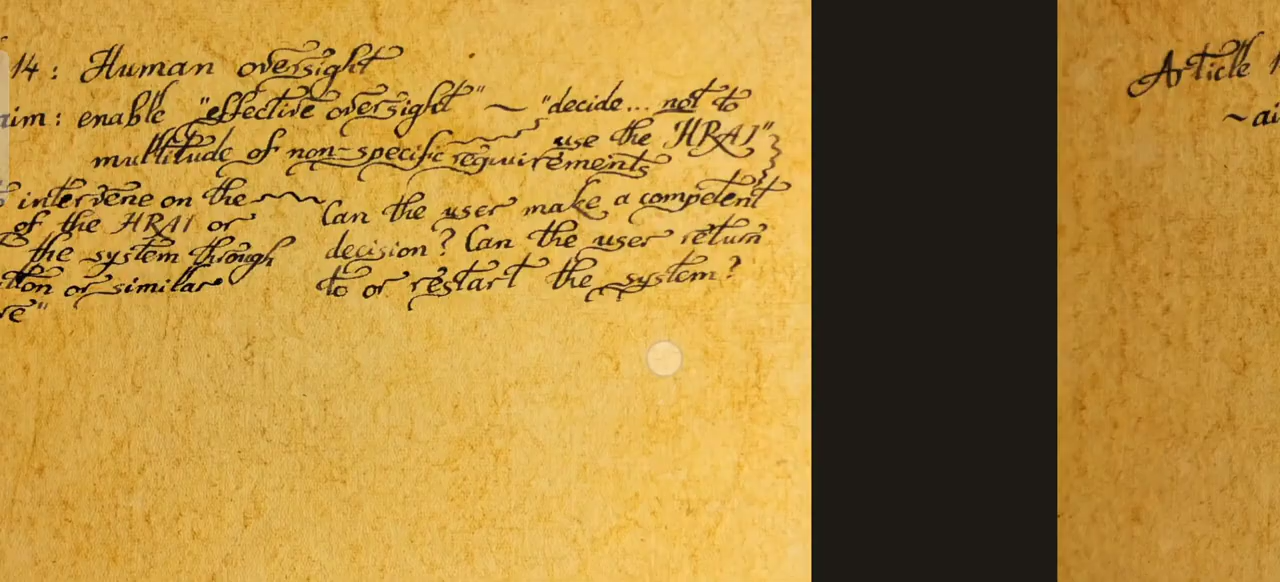 14 : Human oversight
aim : enable "effective oversight" ~ "decide... not to
use the HRAI"
multitude of non-specific requirements
intervene on the
of the HRAI or
the system through
or similar
Can the user make a competent
decision? Can the user return
to or restart the system?
Article